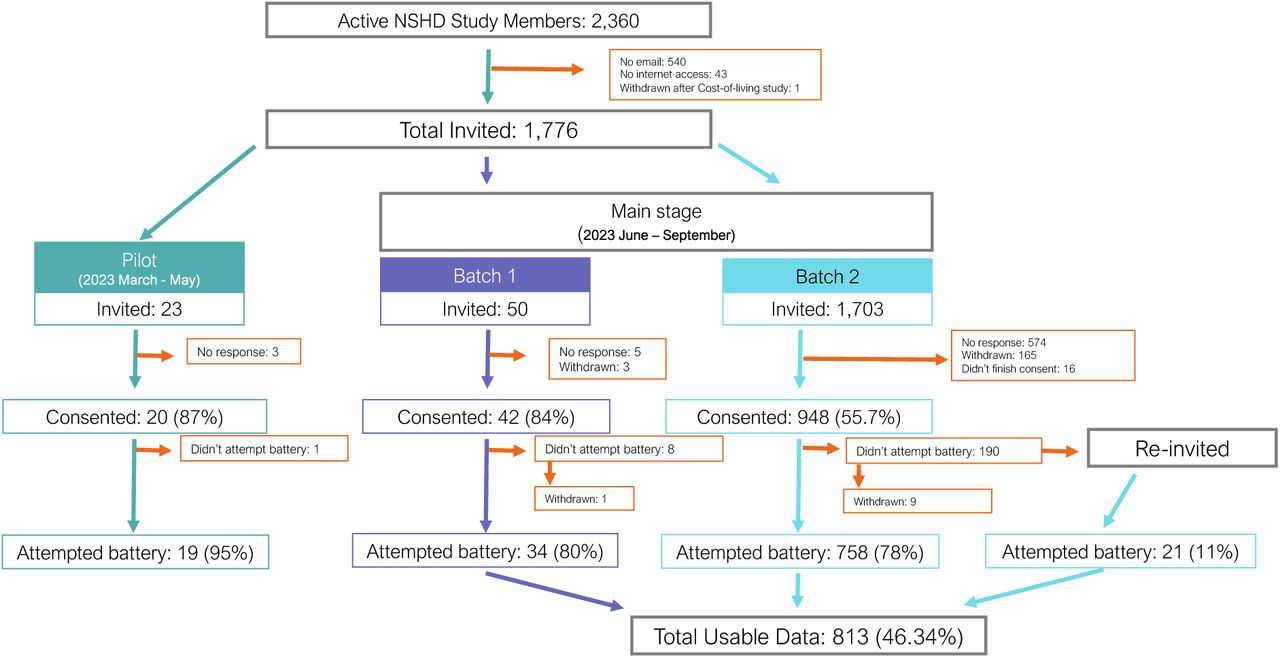 Active NSHD Study Members: 2,360
No email: 540
No internet access: 43
Withdrawn after Cost-of-living study: 1
Total Invited: 1,776
Main stage
(2023 June – September)
Pilot
(2023 March - May)
Invited: 23
Batch 1
Invited: 50
Batch 2
Invited: 1,703
No response: 3
No response: 5
Withdrawn: 3
No response: 574
Withdrawn: 165
Didn't finish consent: 16
Consented: 20 (87%)
Consented: 42 (84%)
Consented: 948 (55.7%)
Didn't attempt battery: 1
Didn't attempt battery: 8
Withdrawn: 1
Didn't attempt battery: 190
Withdrawn: 9
Re-invited
Attempted battery: 19 (95%)
Attempted battery: 34 (80%)
Attempted battery: 758 (78%)
Attempted battery: 21 (11%)
Total Usable Data: 813 (46.34%)